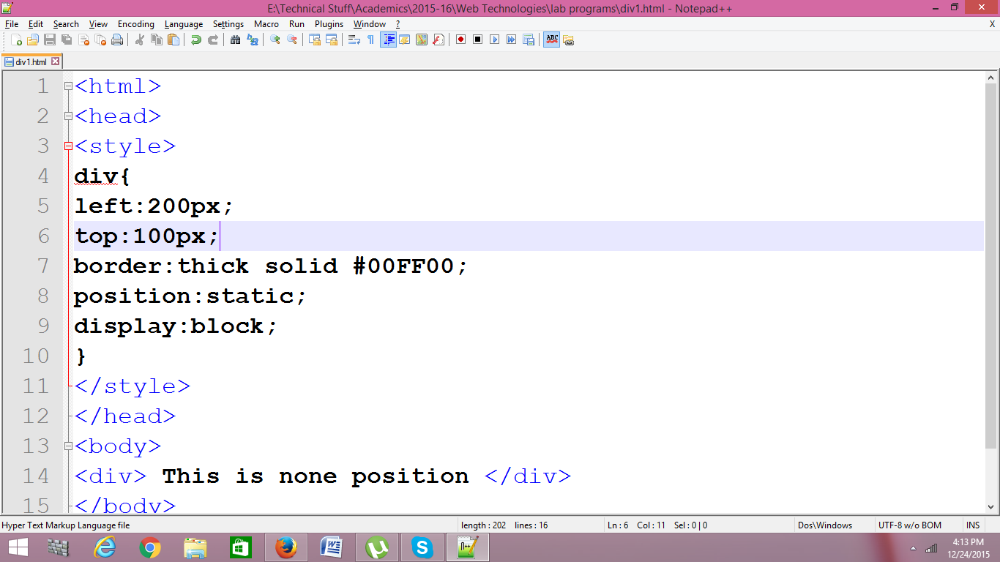 E:\Technical Stuff\Academics\2015-16\Web Technologies\lab programs\div1.html - Notepad++
File Edit Search View Encoding Language Settings Macro Run Plugins Window ? X
ABC
div1.html
1 <html>
2 <head>
3 <style>
4 div{
5 left:200px;
6 top:100px;
7 border:thick solid #00FF00;
8 position:static;
9 display:block;
10 }
11 </style>
12 </head>
13 <body>
14 <div> This is none position </div>
15 </body>
Hyper Text Markup Language file length : 202 lines : 16 Ln : 6 Col : 11 Sel : 0 | 0 Dos\Windows UTF-8 w/o BOM INS
4:13 PM
12/24/2015